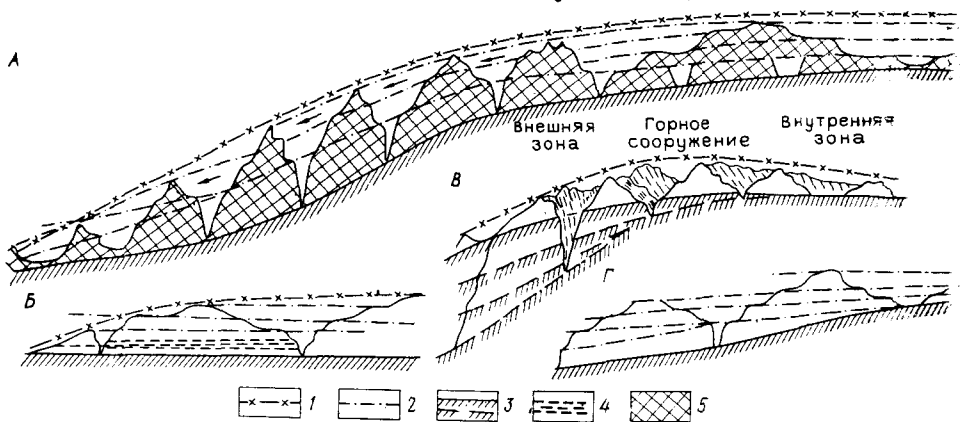 А
Внешняя зона
Горное сооружение
Внутренняя зона
В
Б
Г
1 2 3 4 5